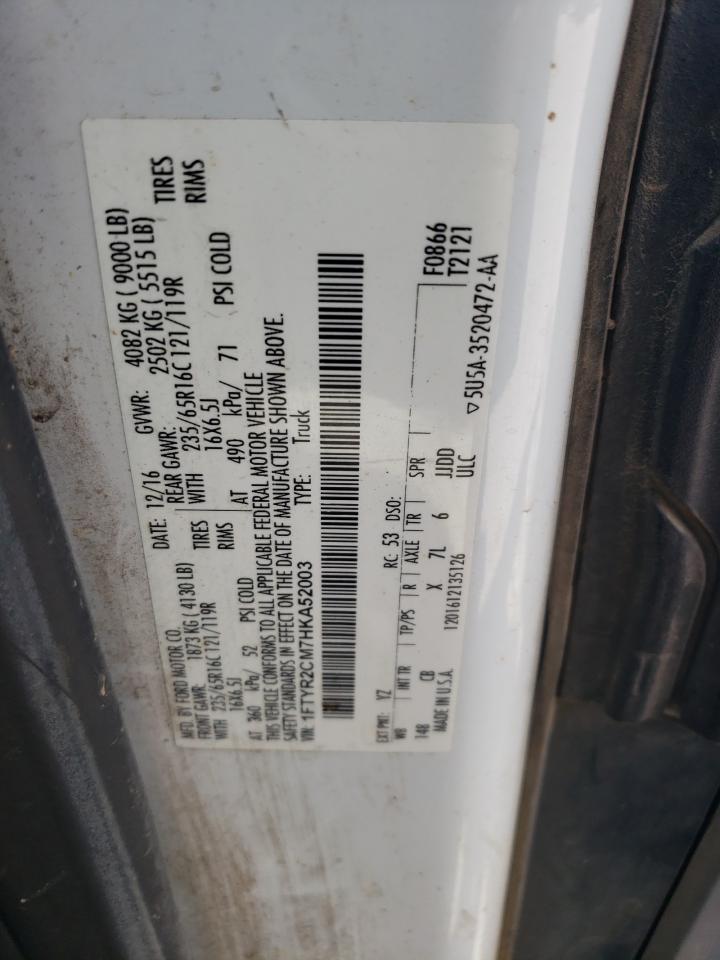 MFD. BY FORD MOTOR CO. DATE: 12/16 GVWR: 4082 KG ( 9000 LB)
FRONT GAWR: 1873 KG ( 4130 LB) REAR GAWR: 2502 KG ( 5515 LB)
WITH 235/65R16C 121/119R TIRES WITH 235/65R16C 121/119R TIRES
16X6.5J RIMS 16X6.5J RIMS
AT 360 kPa/ 52 PSI COLD AT 490 kPa/ 71 PSI COLD
THIS VEHICLE CONFORMS TO ALL APPLICABLE FEDERAL MOTOR VEHICLE
SAFETY STANDARDS IN EFFECT ON THE DATE OF MANUFACTURE SHOWN ABOVE.
VIN: 1FTYR2CM7HKA52003 TYPE: Truck
EXT PNT: YZ RC: 53 DSO: F0866
WB INT TR TP/PS R AXLE TR SPR T2121
148 CB X 7L 6 JJDD ▽5U5A-3520472-AA
MADE IN U.S.A. 1201612135126 ULC